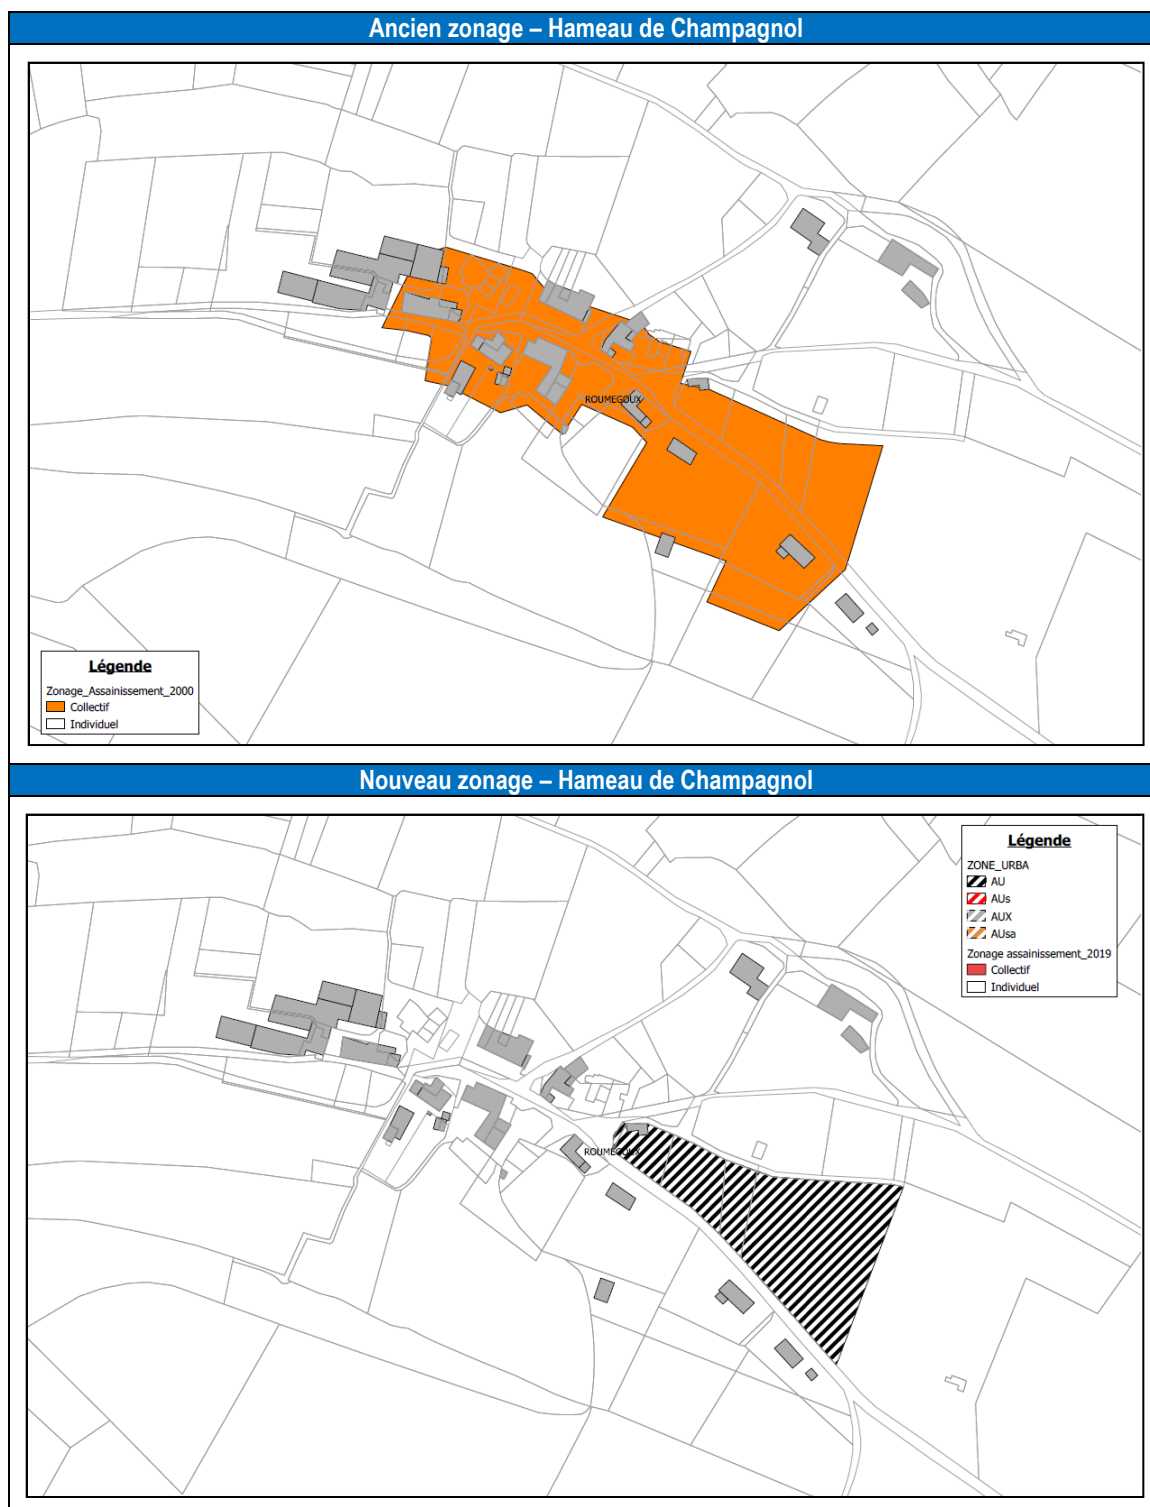 Ancien zonage – Hameau de Champagnol
ROUMEGOUX
Légende
Zonage_Assainissement_2000
Collectif
Individuel
Nouveau zonage – Hameau de Champagnol
Légende
ZONE_URBA
AU
AUs
AUX
AUsa
Zonage assainissement_2019
Collectif
Individuel
ROUMEGOUX